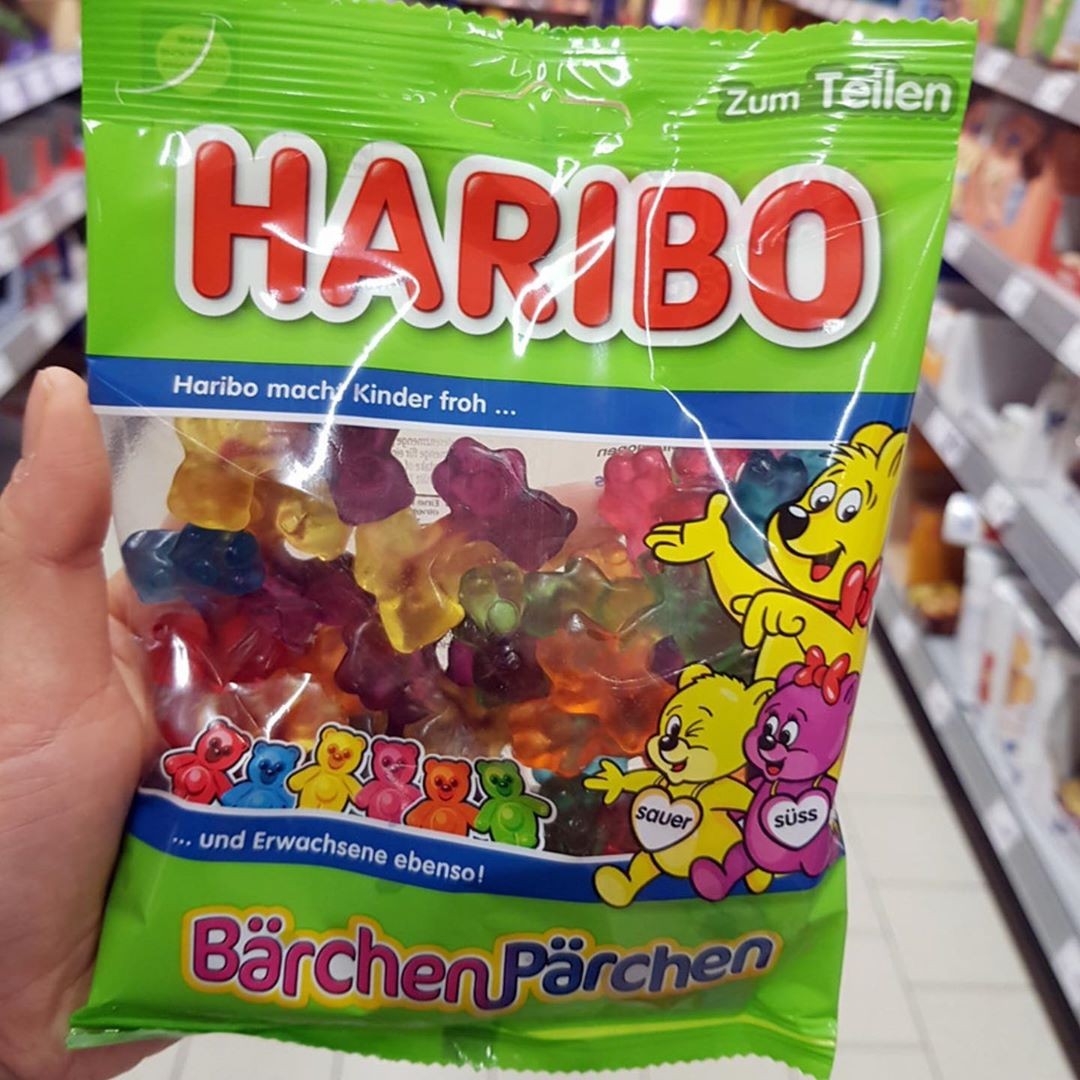 Zum Teilen
HARIBO
Haribo macht Kinder froh ...
sauer
süss
... und Erwachsene ebenso!
BärchenPärchen